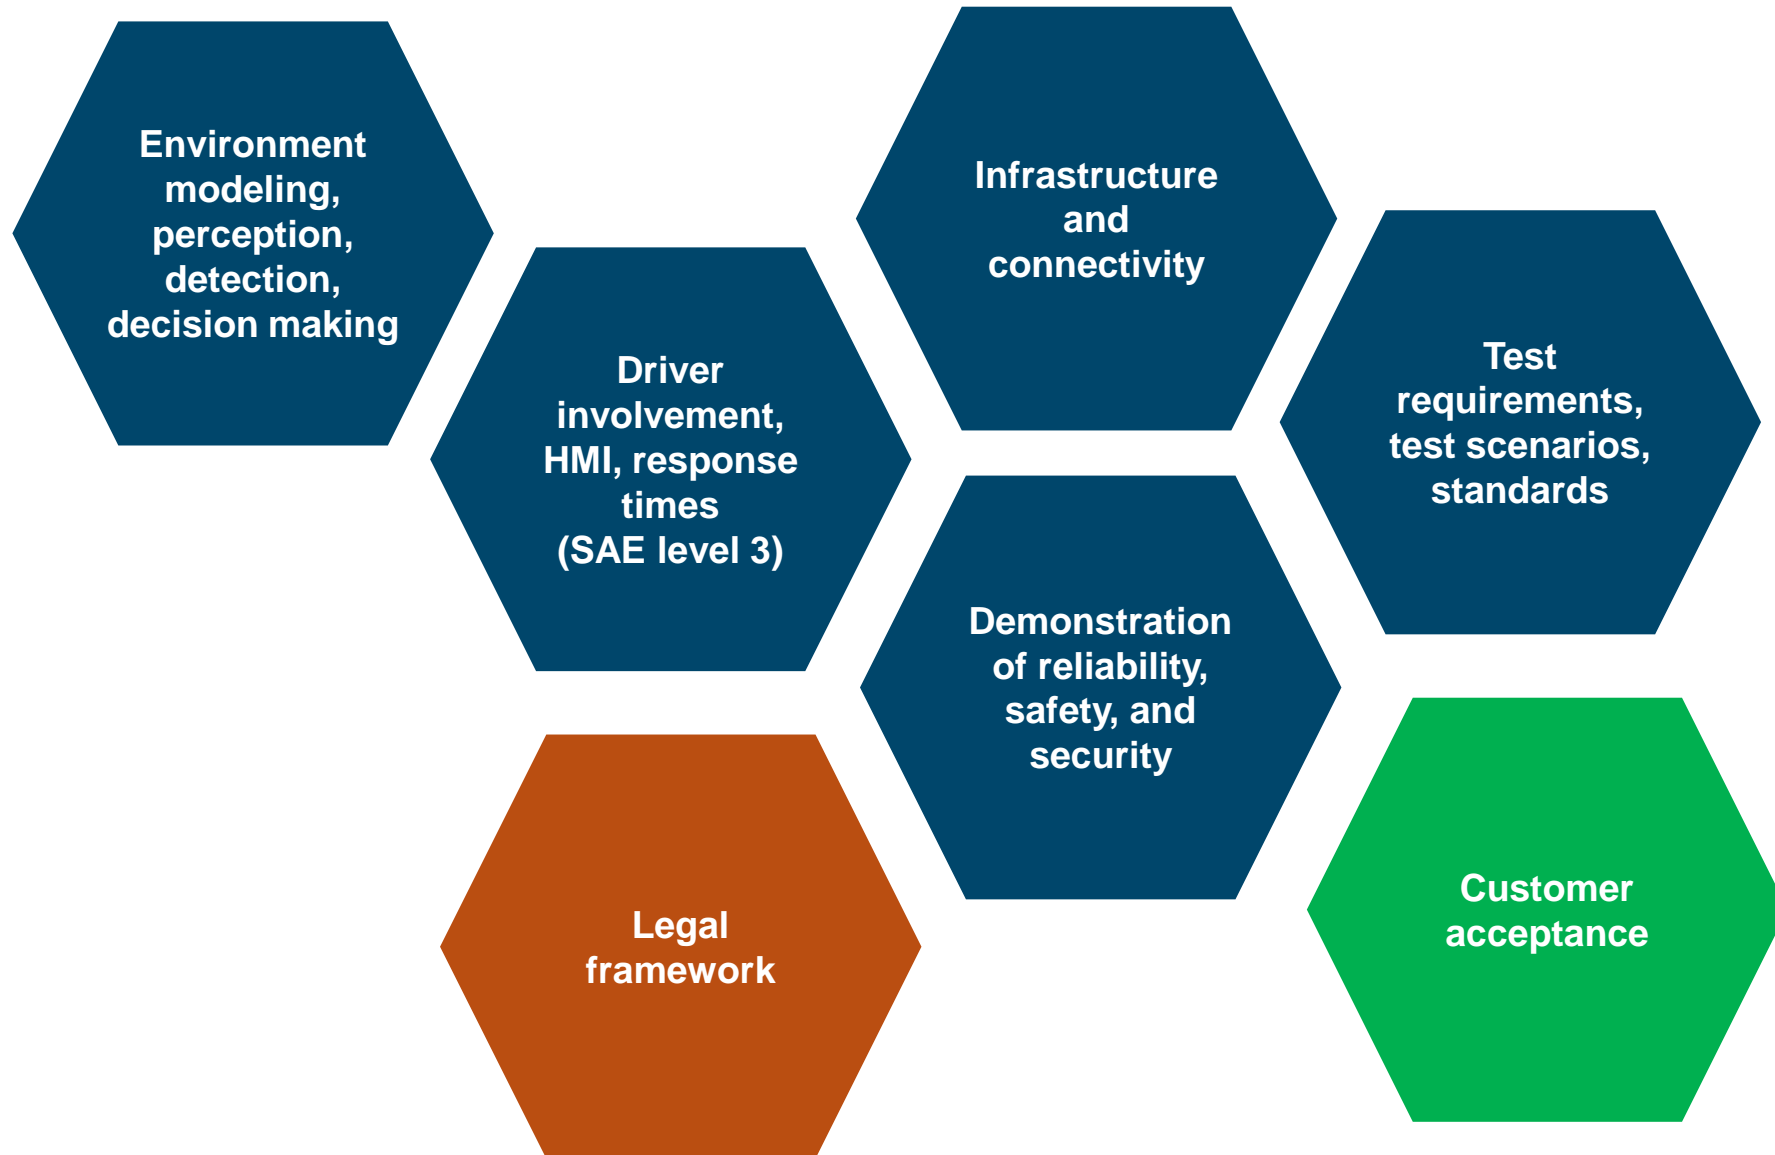 Environment
modeling,
perception,
detection,
decision making
Driver
involvement,
HMI, response
times
(SAE level 3)
Infrastructure
and
connectivity
Test
requirements,
test scenarios,
standards
Demonstration
of reliability,
safety, and
security
Legal
framework
Customer
acceptance